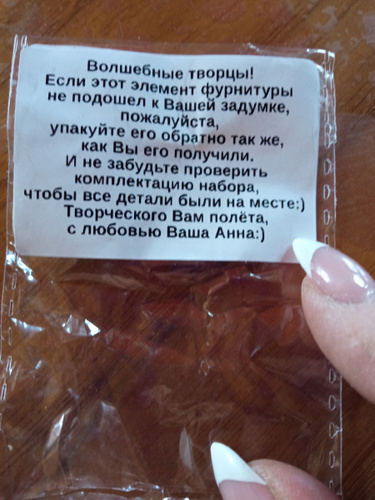 Волшебные творцы!
Если этот элемент фурнитуры
не подошел к Вашей задумке,
пожалуйста,
упакуйте его обратно так же,
как Вы его получили.
И не забудьте проверить
комплектацию набора,
чтобы все детали были на месте:)
Творческого Вам полёта,
с любовью Ваша Анна:)